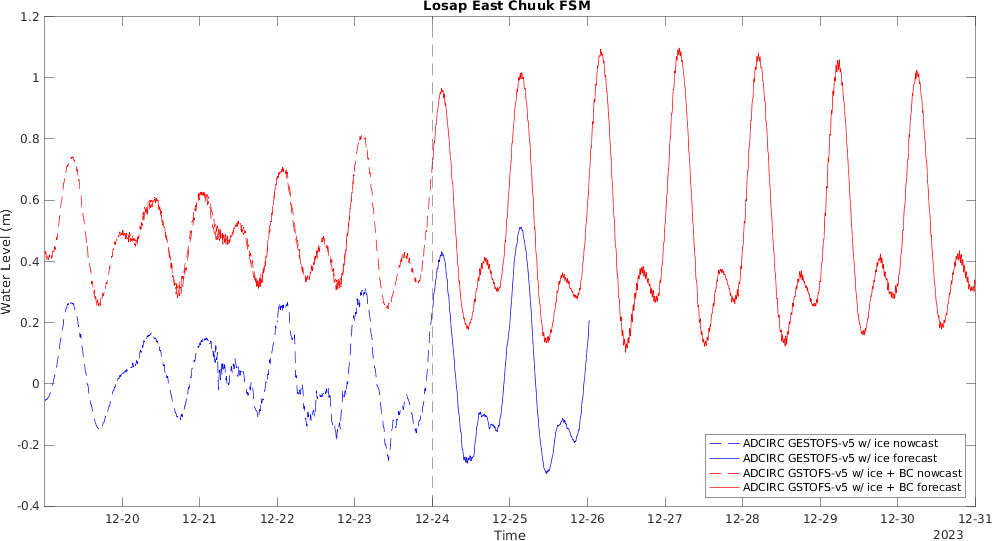 Losap East Chuuk FSM
1.2
1
0.8
0.6
0.4
0.2
0
-0.2
-0.4
Water Level (m)
ADCIRC GESTOFS-v5 w/ ice nowcast
ADCIRC GESTOFS-v5 w/ ice forecast
ADCIRC GSTOFS-v5 w/ ice + BC nowcast
ADCIRC GSTOFS-v5 w/ ice + BC forecast
12-20 12-21 12-22 12-23 12-24 12-25 12-26 12-27 12-28 12-29 12-30 12-31
Time
2023